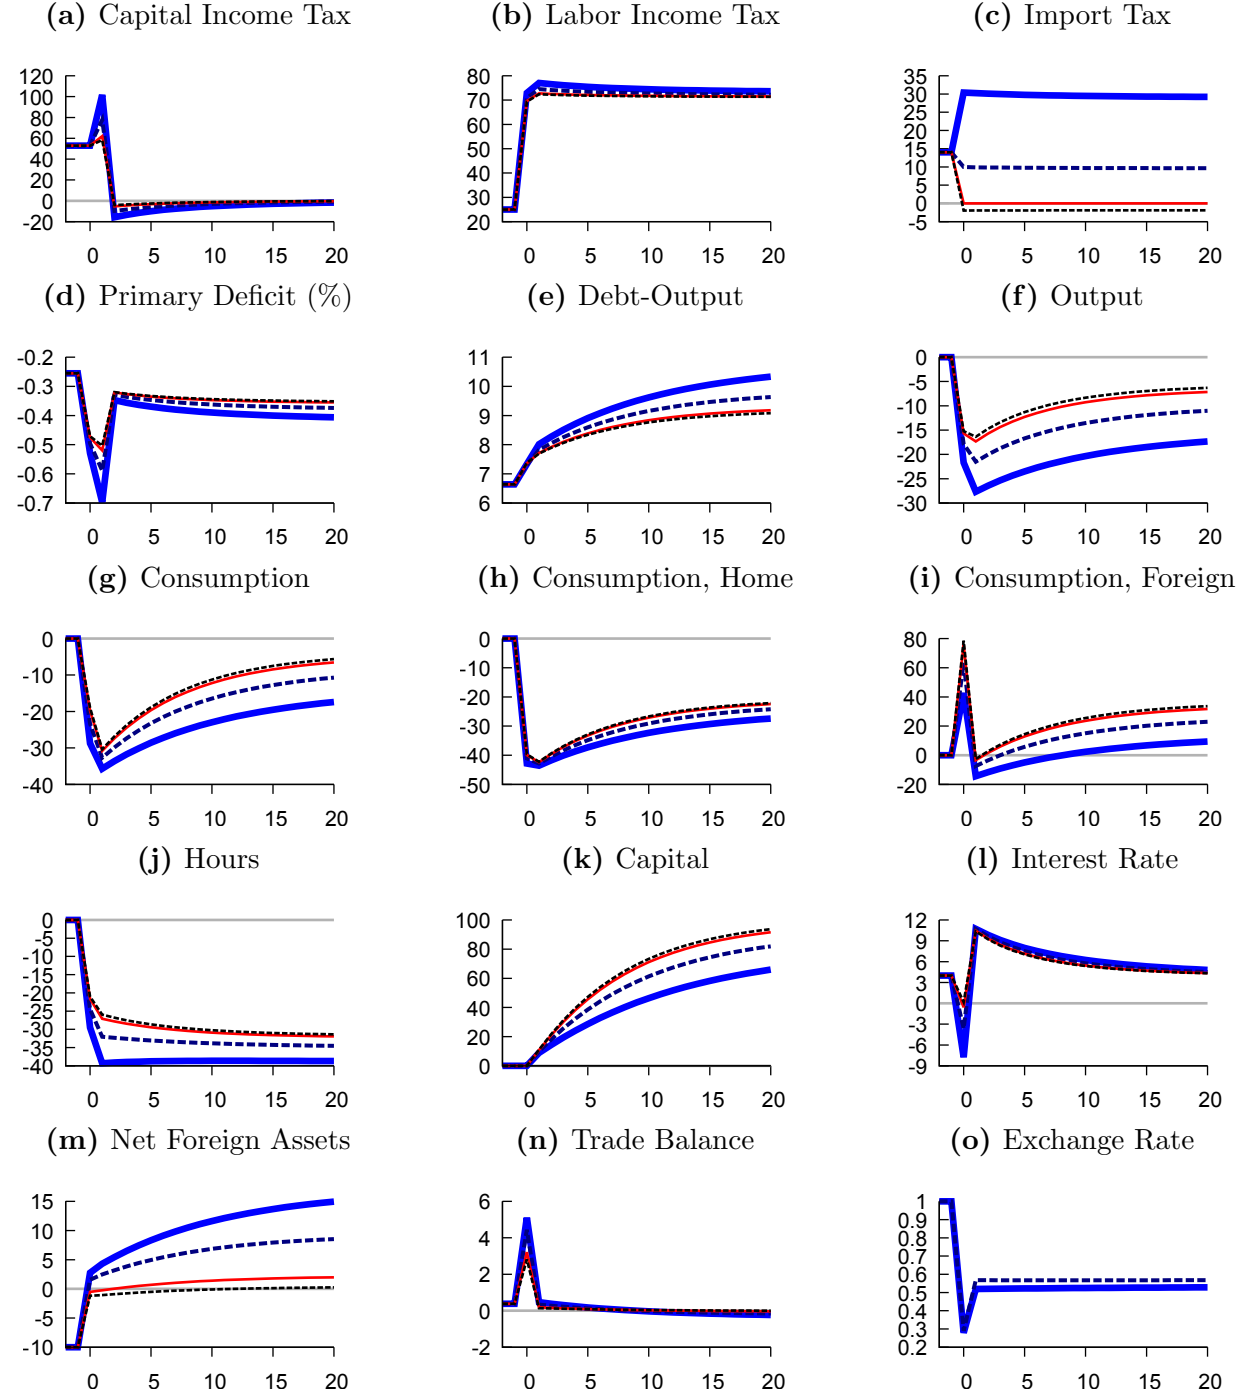 (a) Capital Income Tax (b) Labor Income Tax (c) Import Tax
120 80 35
100 70 30
80 60 25
60 50 20
40 40 15
20 30 10
0 20 5
-20 0
-5
0 5 10 15 20 0 5 10 15 20 0 5 10 15 20
(d) Primary Deficit (%) (e) Debt-Output (f) Output
-0.2 11 0
-0.3 10 -5
-0.4 9 -10
-0.5 8 -15
-0.6 7 -20
-0.7 6 -25
-30
0 5 10 15 20 0 5 10 15 20 0 5 10 15 20
(g) Consumption (h) Consumption, Home (i) Consumption, Foreign
0 0 80
-10 -10 60
-20 -20 40
-30 -30 20
-40 -40 0
-50 -20
0 5 10 15 20 0 5 10 15 20 0 5 10 15 20
(j) Hours (k) Capital (l) Interest Rate
0 100 12
-5 80 9
-10 60 6
-15 40 3
-20 20 0
-25 0 -3
-30 -6
-35 -9
-40
0 5 10 15 20 0 5 10 15 20 0 5 10 15 20
(m) Net Foreign Assets (n) Trade Balance (o) Exchange Rate
15 6 1
10 4 0.9
5 2 0.8
0 0 0.7
-5 -2 0.6
-10 0.5
0.4
0.3
0.2
0 5 10 15 20 0 5 10 15 20 0 5 10 15 20